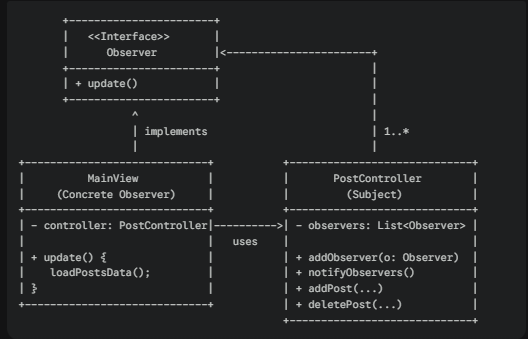 <<Interface>>
Observer
+ update()
implements
1..*
MainView
(Concrete Observer)
- controller: PostController
+ update() {
loadPostsData();
}
uses
PostController
(Subject)
- observers: List<Observer>
+ addObserver(o: Observer)
+ notifyObservers()
+ addPost(...)
+ deletePost(...)